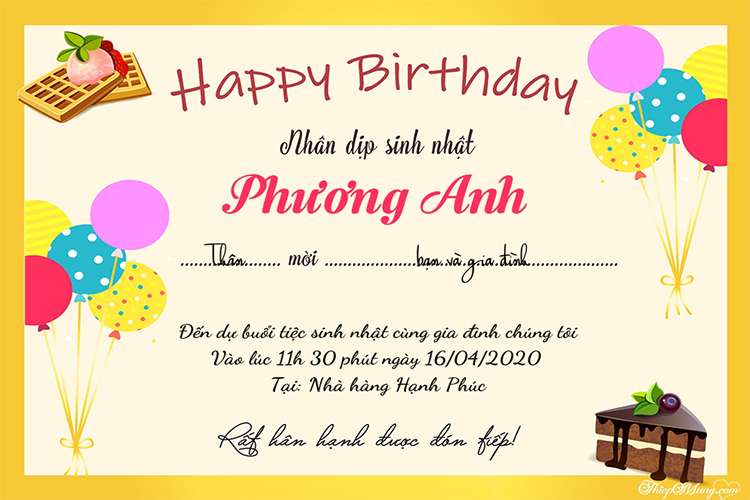 Happy Birthday
Nhân dịp sinh nhật
Phương Anh
.......Thân........ mời ....................bạn và gia đình.....................
Đến dự buổi tiệc sinh nhật cùng gia đình chúng tôi
Vào lúc 11h 30 phút ngày 16/04/2020
Tại: Nhà hàng Hạnh Phúc
Rất hân hạnh được đón tiếp!
ThiepMung.com